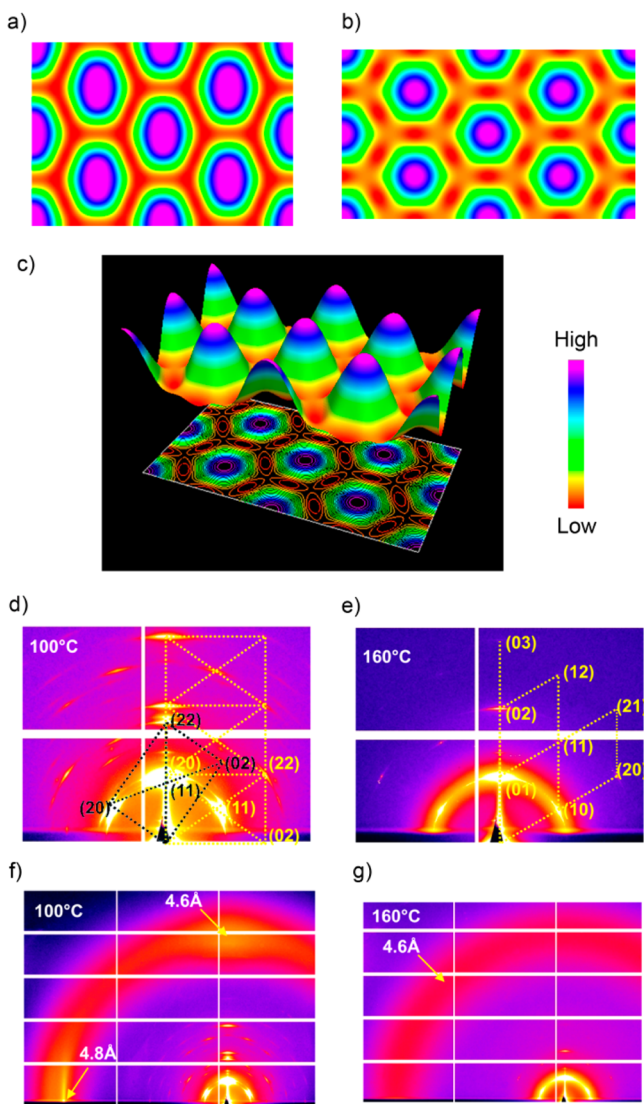 a)
b)
c)
High
Low
d)
e)
100°C
(22)
(20)
(02)
(22)
(11)
(20)
(11)
(02)
160°C
(03)
(12)
(02)
(21)
(11)
(20)
(01)
(10)
f)
g)
100°C
4.6Å
4.8Å
160°C
4.6Å